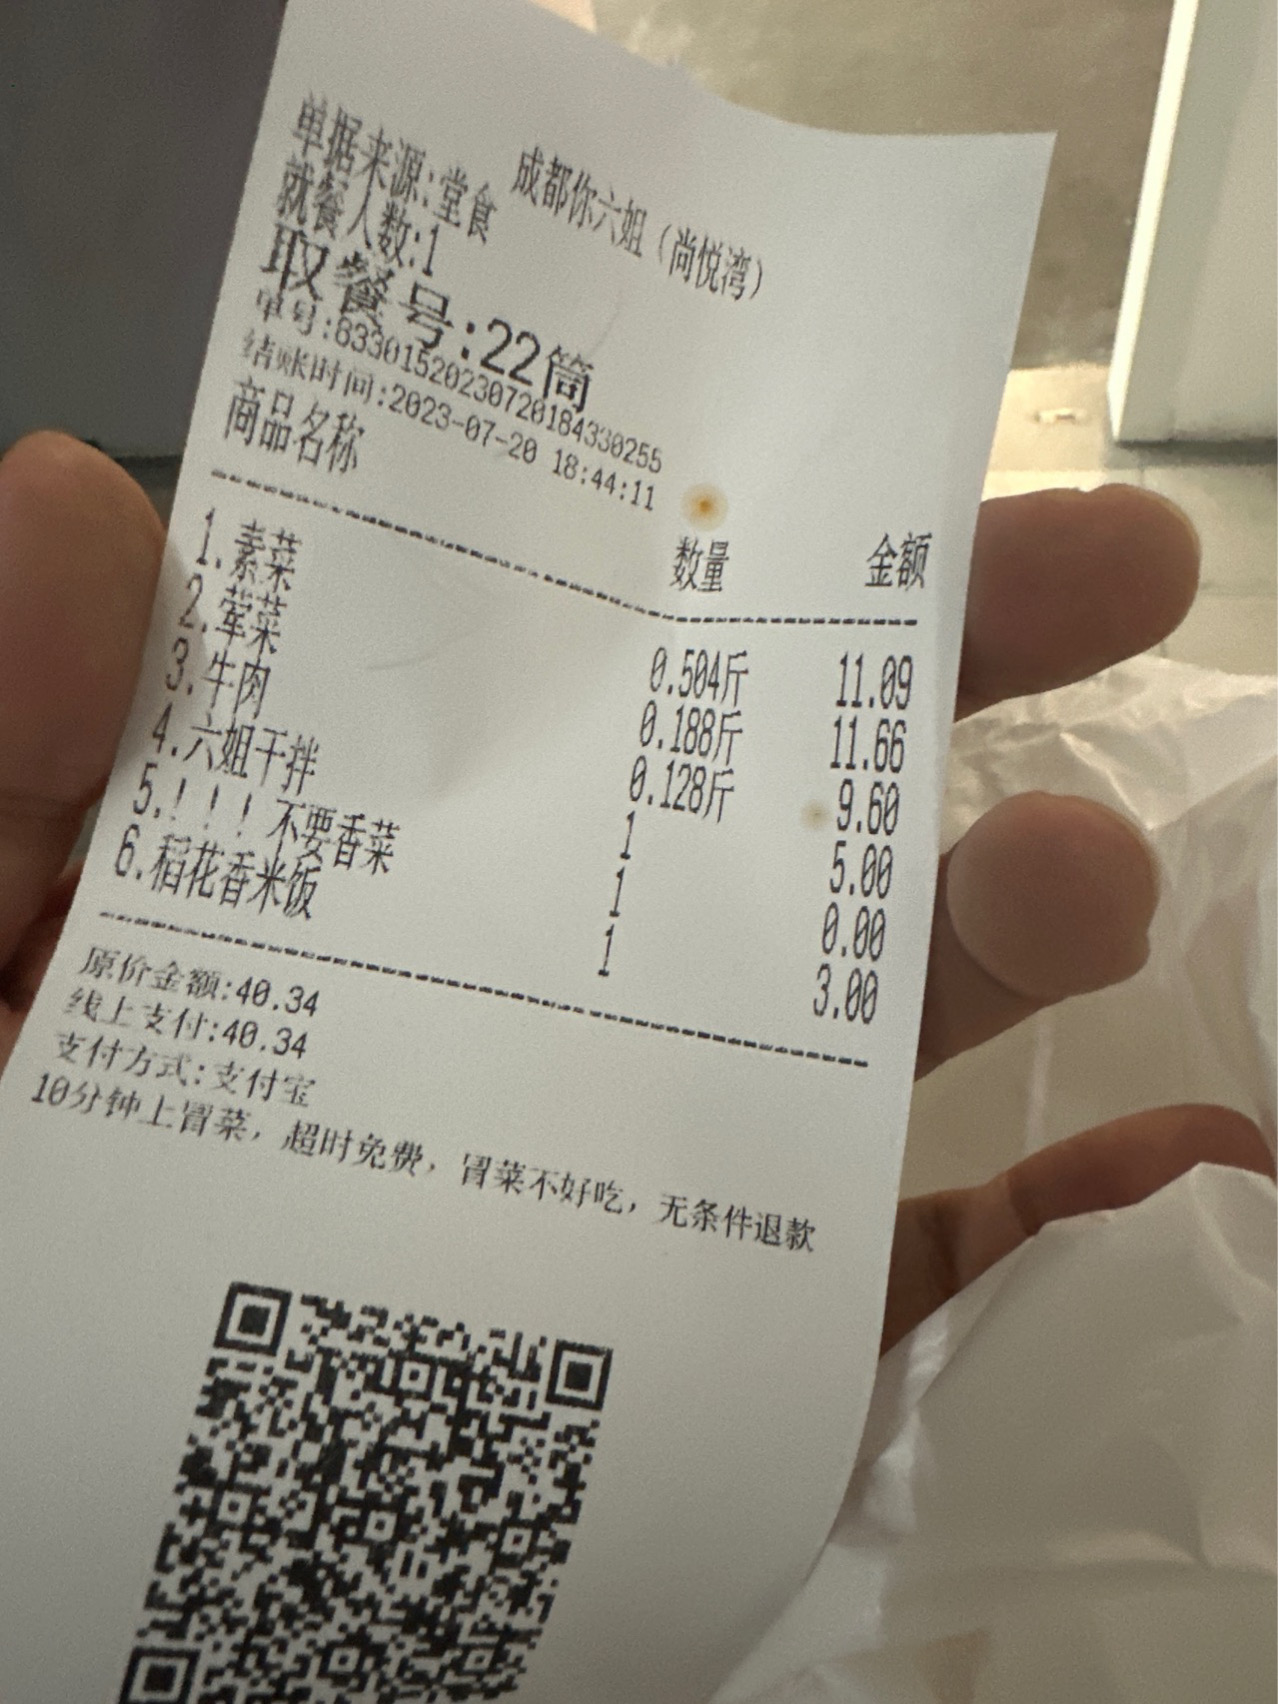 成都你六姐（尚悦湾）
单据来源:堂食
就餐人数:1
取餐号:22筒
单号:83301520230720184330255
结账时间:2023-07-20 18:44:11
商品名称 数量 金额
1.素菜 0.504斤 11.09
2.荤菜 0.188斤 11.66
3.牛肉 0.128斤 9.60
4.六姐干拌 1 5.00
5.！！！不要香菜 1 0.00
6.稻花香米饭 1 3.00
原价金额:40.34
线上支付:40.34
支付方式:支付宝
10分钟上冒菜，超时免费，冒菜不好吃，无条件退款